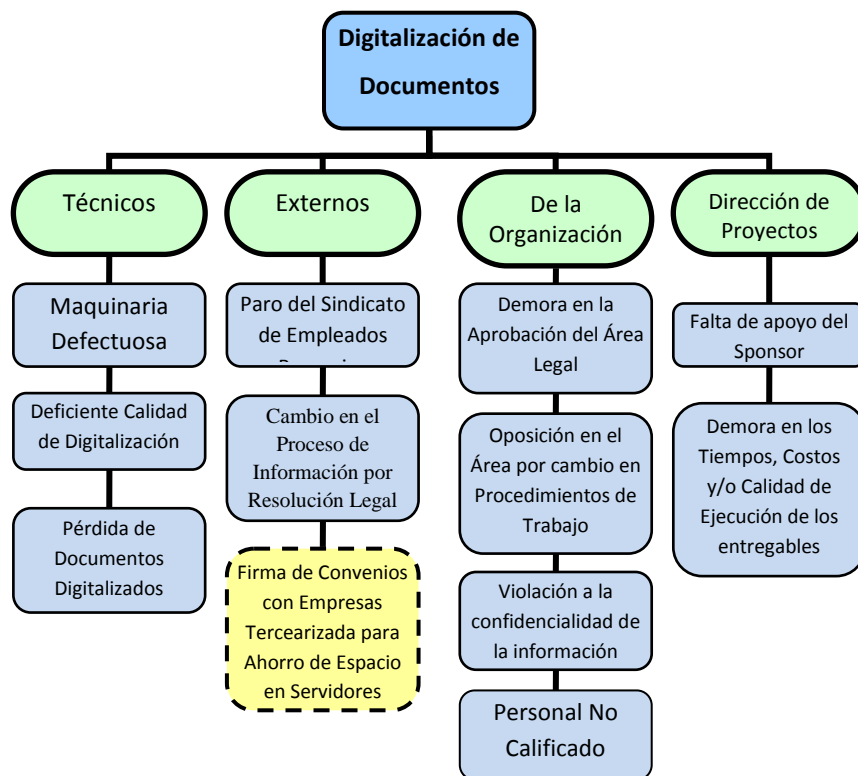 Digitalización de
Documentos
Técnicos
Maquinaria
Defectuosa
Deficiente Calidad
de Digitalización
Pérdida de
Documentos
Digitalizados
Externos
Paro del Sindicato
de Empleados
Cambio en el
Proceso de
Información por
Resolución Legal
Firma de Convenios
con Empresas
Tercearizada para
Ahorro de Espacio
en Servidores
De la
Organización
Demora en la
Aprobación del Área
Legal
Oposición en el
Área por cambio en
Procedimientos de
Trabajo
Violación a la
confidencialidad de
la información
Personal No
Calificado
Dirección de
Proyectos
Falta de apoyo del
Sponsor
Demora en los
Tiempos, Costos
y/o Calidad de
Ejecución de los
entregables